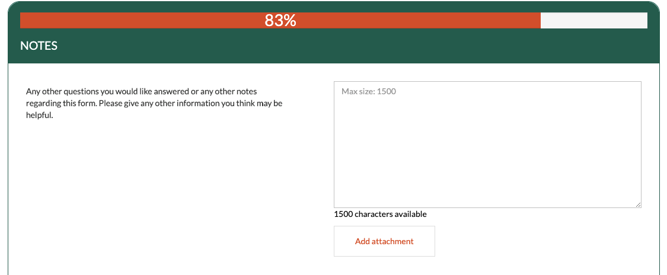 83%
NOTES
Any other questions you would like answered or any other notes
regarding this form. Please give any other information you think may be
helpful.
Max size: 1500
1500 characters available
Add attachment